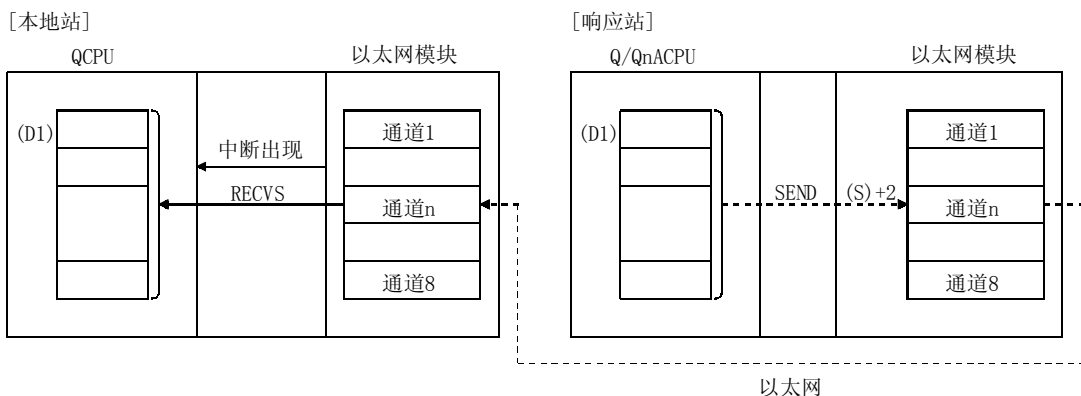 [本地站]
[响应站]
QCPU
以太网模块
Q/QnACPU
以太网模块
(D1)
通道1
中断出现
RECVS
通道n
通道8
(D1)
通道1
SEND
(S)+2
通道n
通道8
以太网